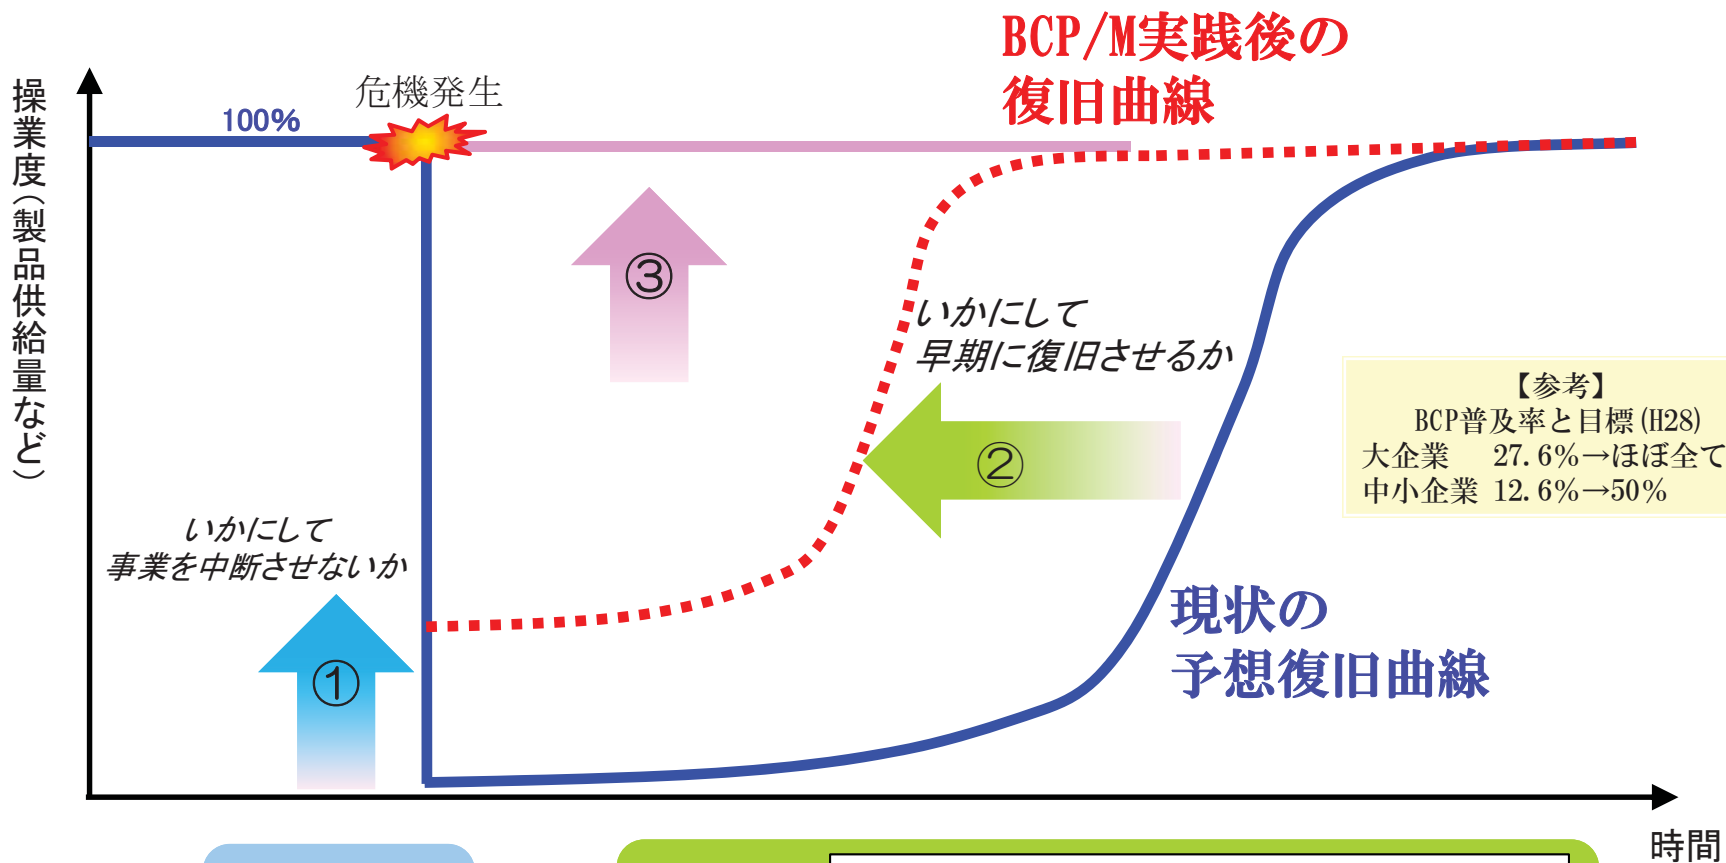 BCP/M実践後の
復旧曲線
危機発生
100%
操業度(製品供給量など)
③
いかにして
早期に復旧させるか
②
【参考】
BCP普及率と目標(H28)
大企業 27.6%→ほぼ全て
中小企業 12.6%→50%
いかにして
事業を中断させないか
①
現状の
予想復旧曲線
時間